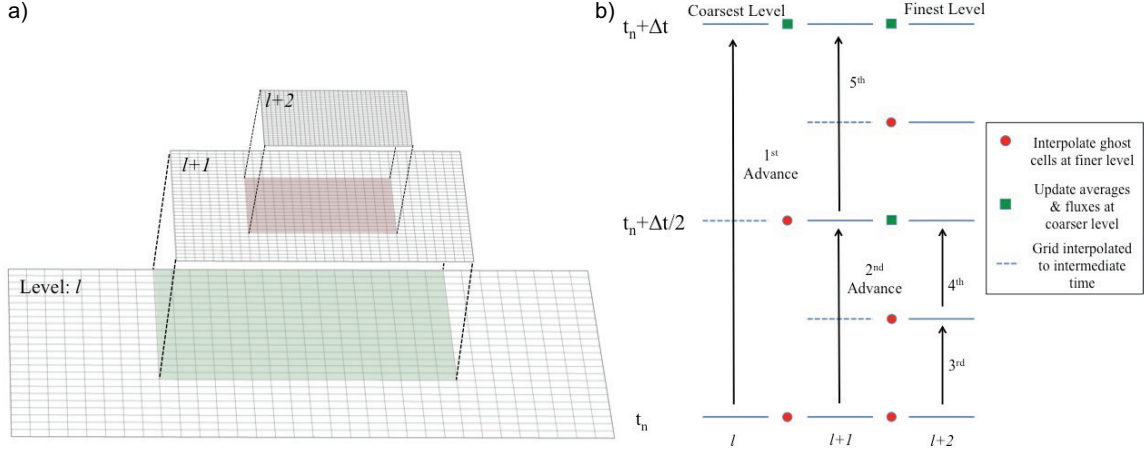 a)
l+2
l+1
Level: l
b)
Coarsest Level
Finest Level
tn+Δt
5th
1st
Advance
tn+Δt/2
2nd
Advance
4th
3rd
tn
l
l+1
l+2
Interpolate ghost
cells at finer level
Update averages
& fluxes at
coarser level
Grid interpolated
to intermediate
time